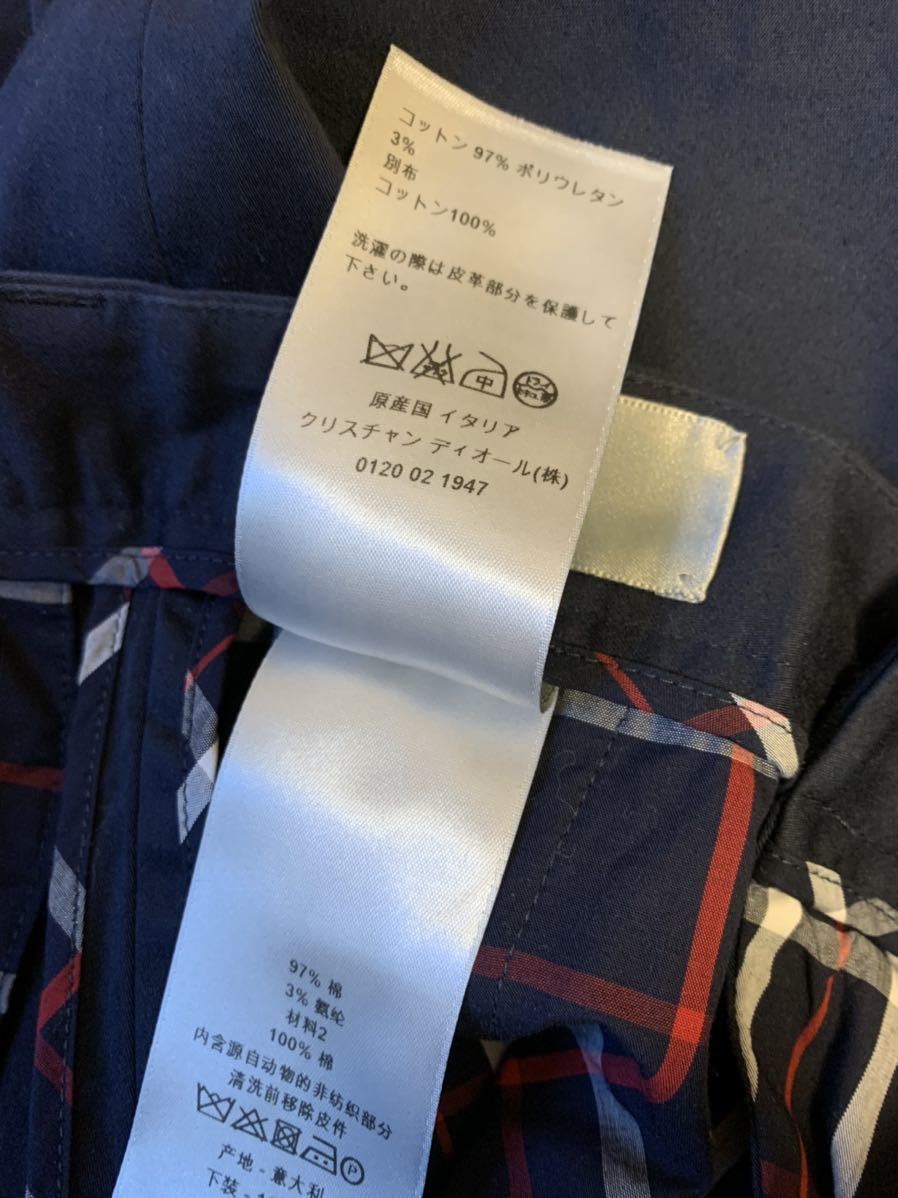 コットン 97% ポリウレタン
3%
別布
コットン100%
洗濯の際は皮革部分を保護して
下さい。
中
ドライ
原産国 イタリア
クリスチャン ディオール(株)
0120 02 1947
97% 棉
3% 氨纶
材料2
100% 棉
内含源自动物的非纺织部分
清洗前移除皮件
P
产地 - 意大利